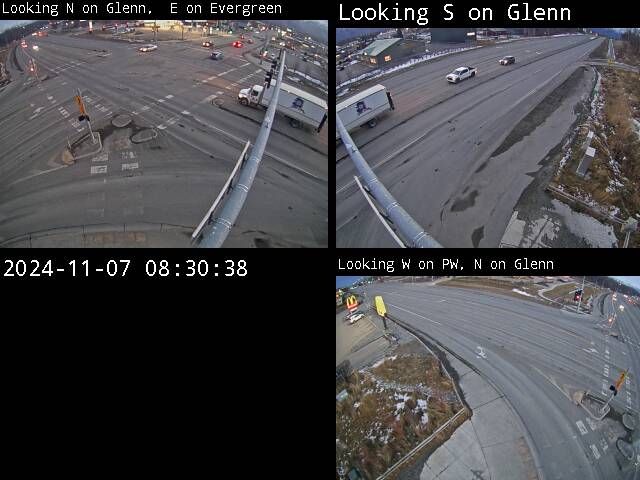 Looking N on Glenn,  E on Evergreen
Looking S on Glenn
2024-11-07 08:30:38
Looking W on PW, N on Glenn